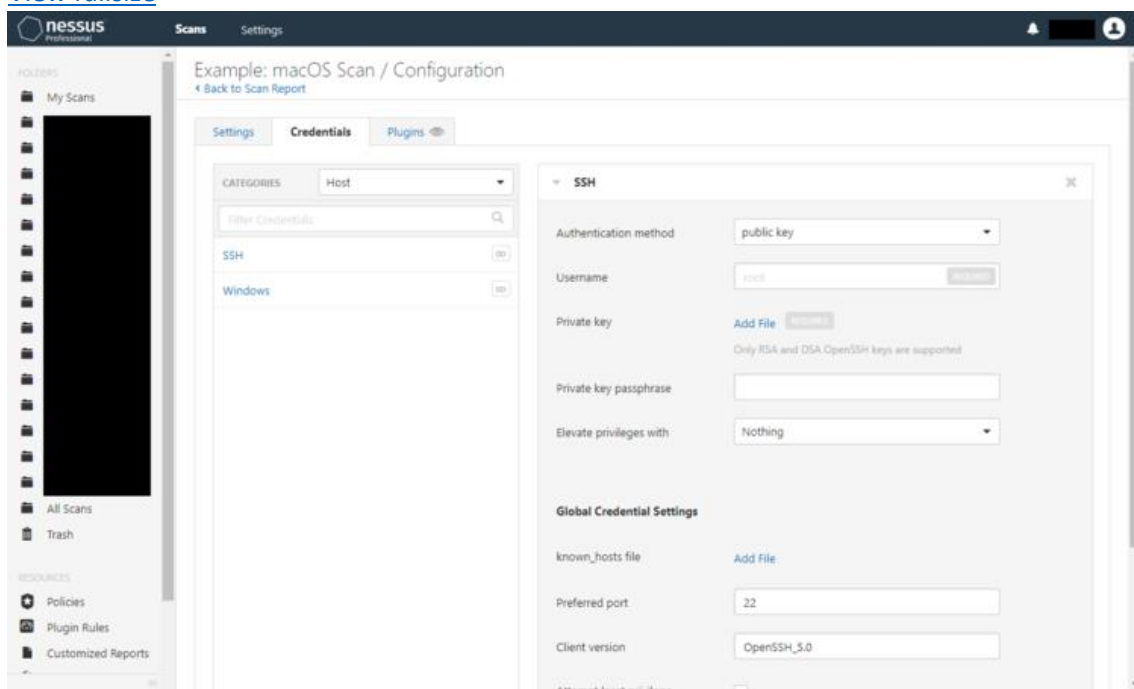 nessus
Professional
Scans
Settings
FOLDERS
My Scans
All Scans
Trash
RESOURCES
Policies
Plugin Rules
Customized Reports
Example: macOS Scan / Configuration
Back to Scan Report
Settings
Credentials
Plugins
CATEGORIES
Host
Filter Credentials
SSH
Windows
SSH
Authentication method
public key
Username
root
REQUIRED
Private key
Add File
REQUIRED
Only RSA and DSA OpenSSH keys are supported
Private key passphrase
Elevate privileges with
Nothing
Global Credential Settings
known_hosts file
Add File
Preferred port
22
Client version
OpenSSH_5.0